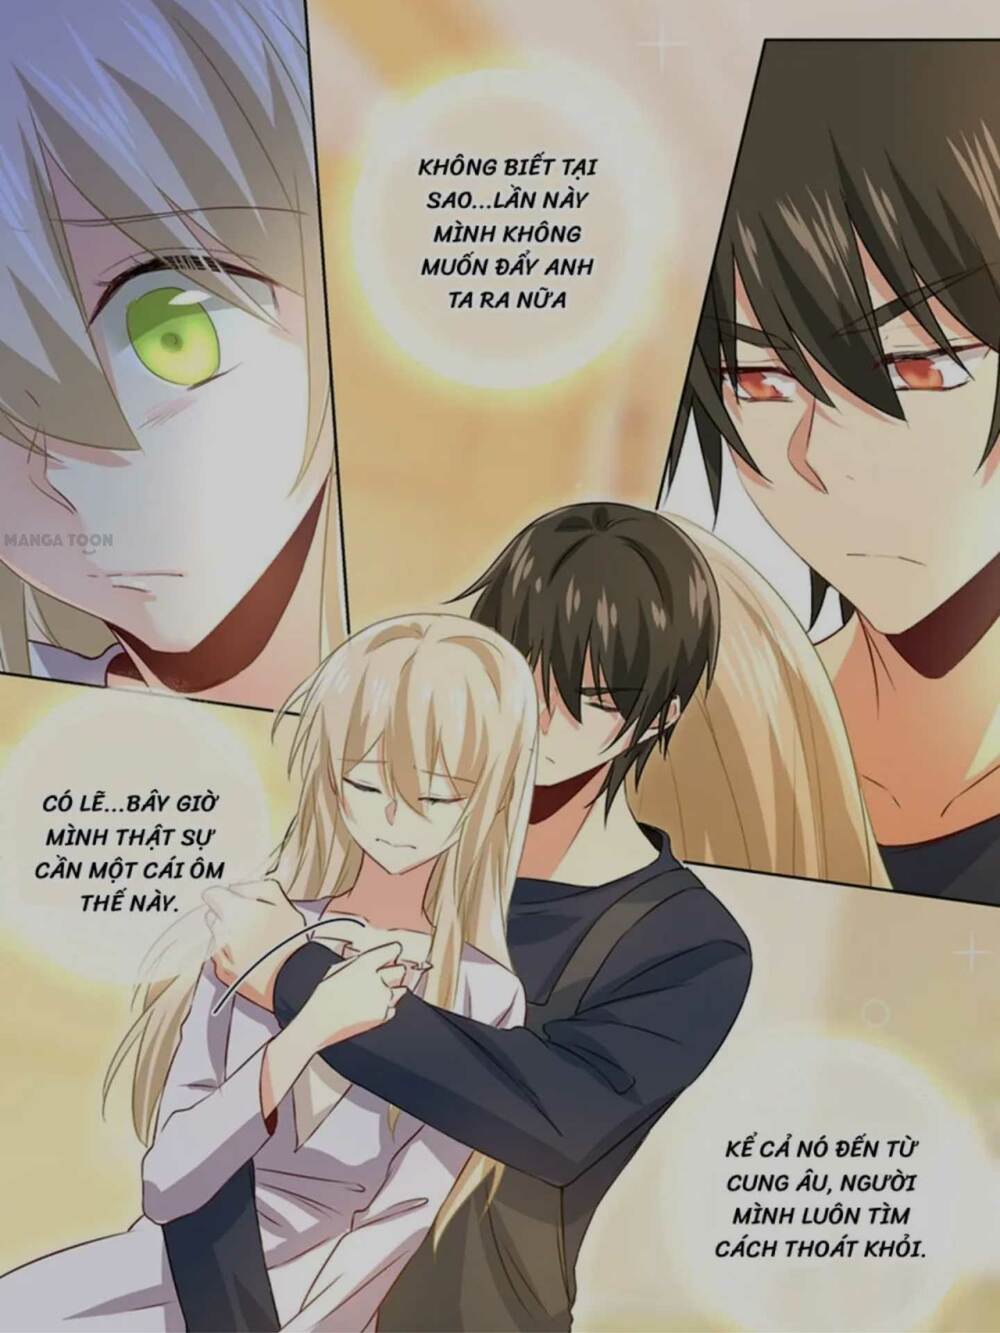 KHÔNG BIẾT TẠI
SAO...LẦN NÀY
MÌNH KHÔNG
MUỐN ĐẨY ANH
TA RA NỮA
MANGA TOON
CÓ LẼ...BÂY GIỜ
MÌNH THẬT SỰ
CẦN MỘT CÁI ÔM
THẾ NÀY.
KỂ CẢ NÓ ĐẾN TỪ
CUNG ÂU, NGƯỜI
MÌNH LUÔN TÌM
CÁCH THOÁT KHỎI.